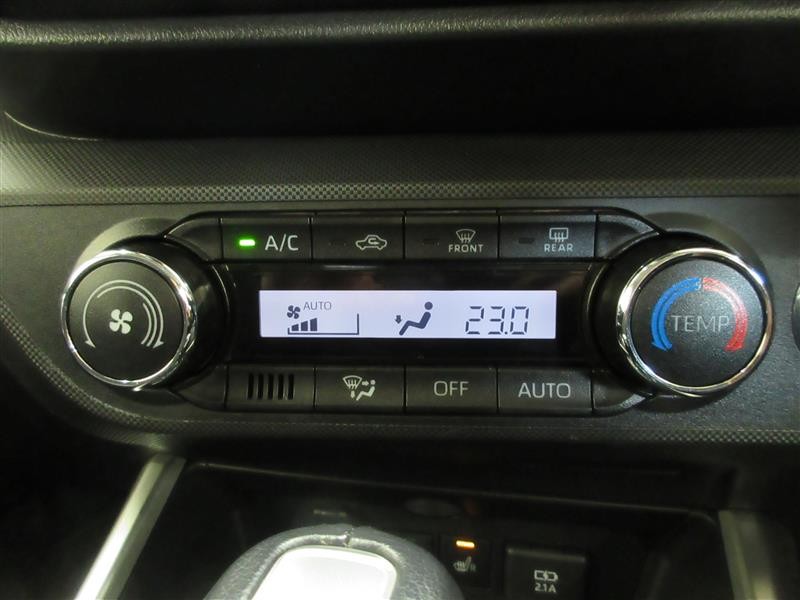 A/C
FRONT
REAR
AUTO
23.0
TEMP
OFF
AUTO
R
2.1A